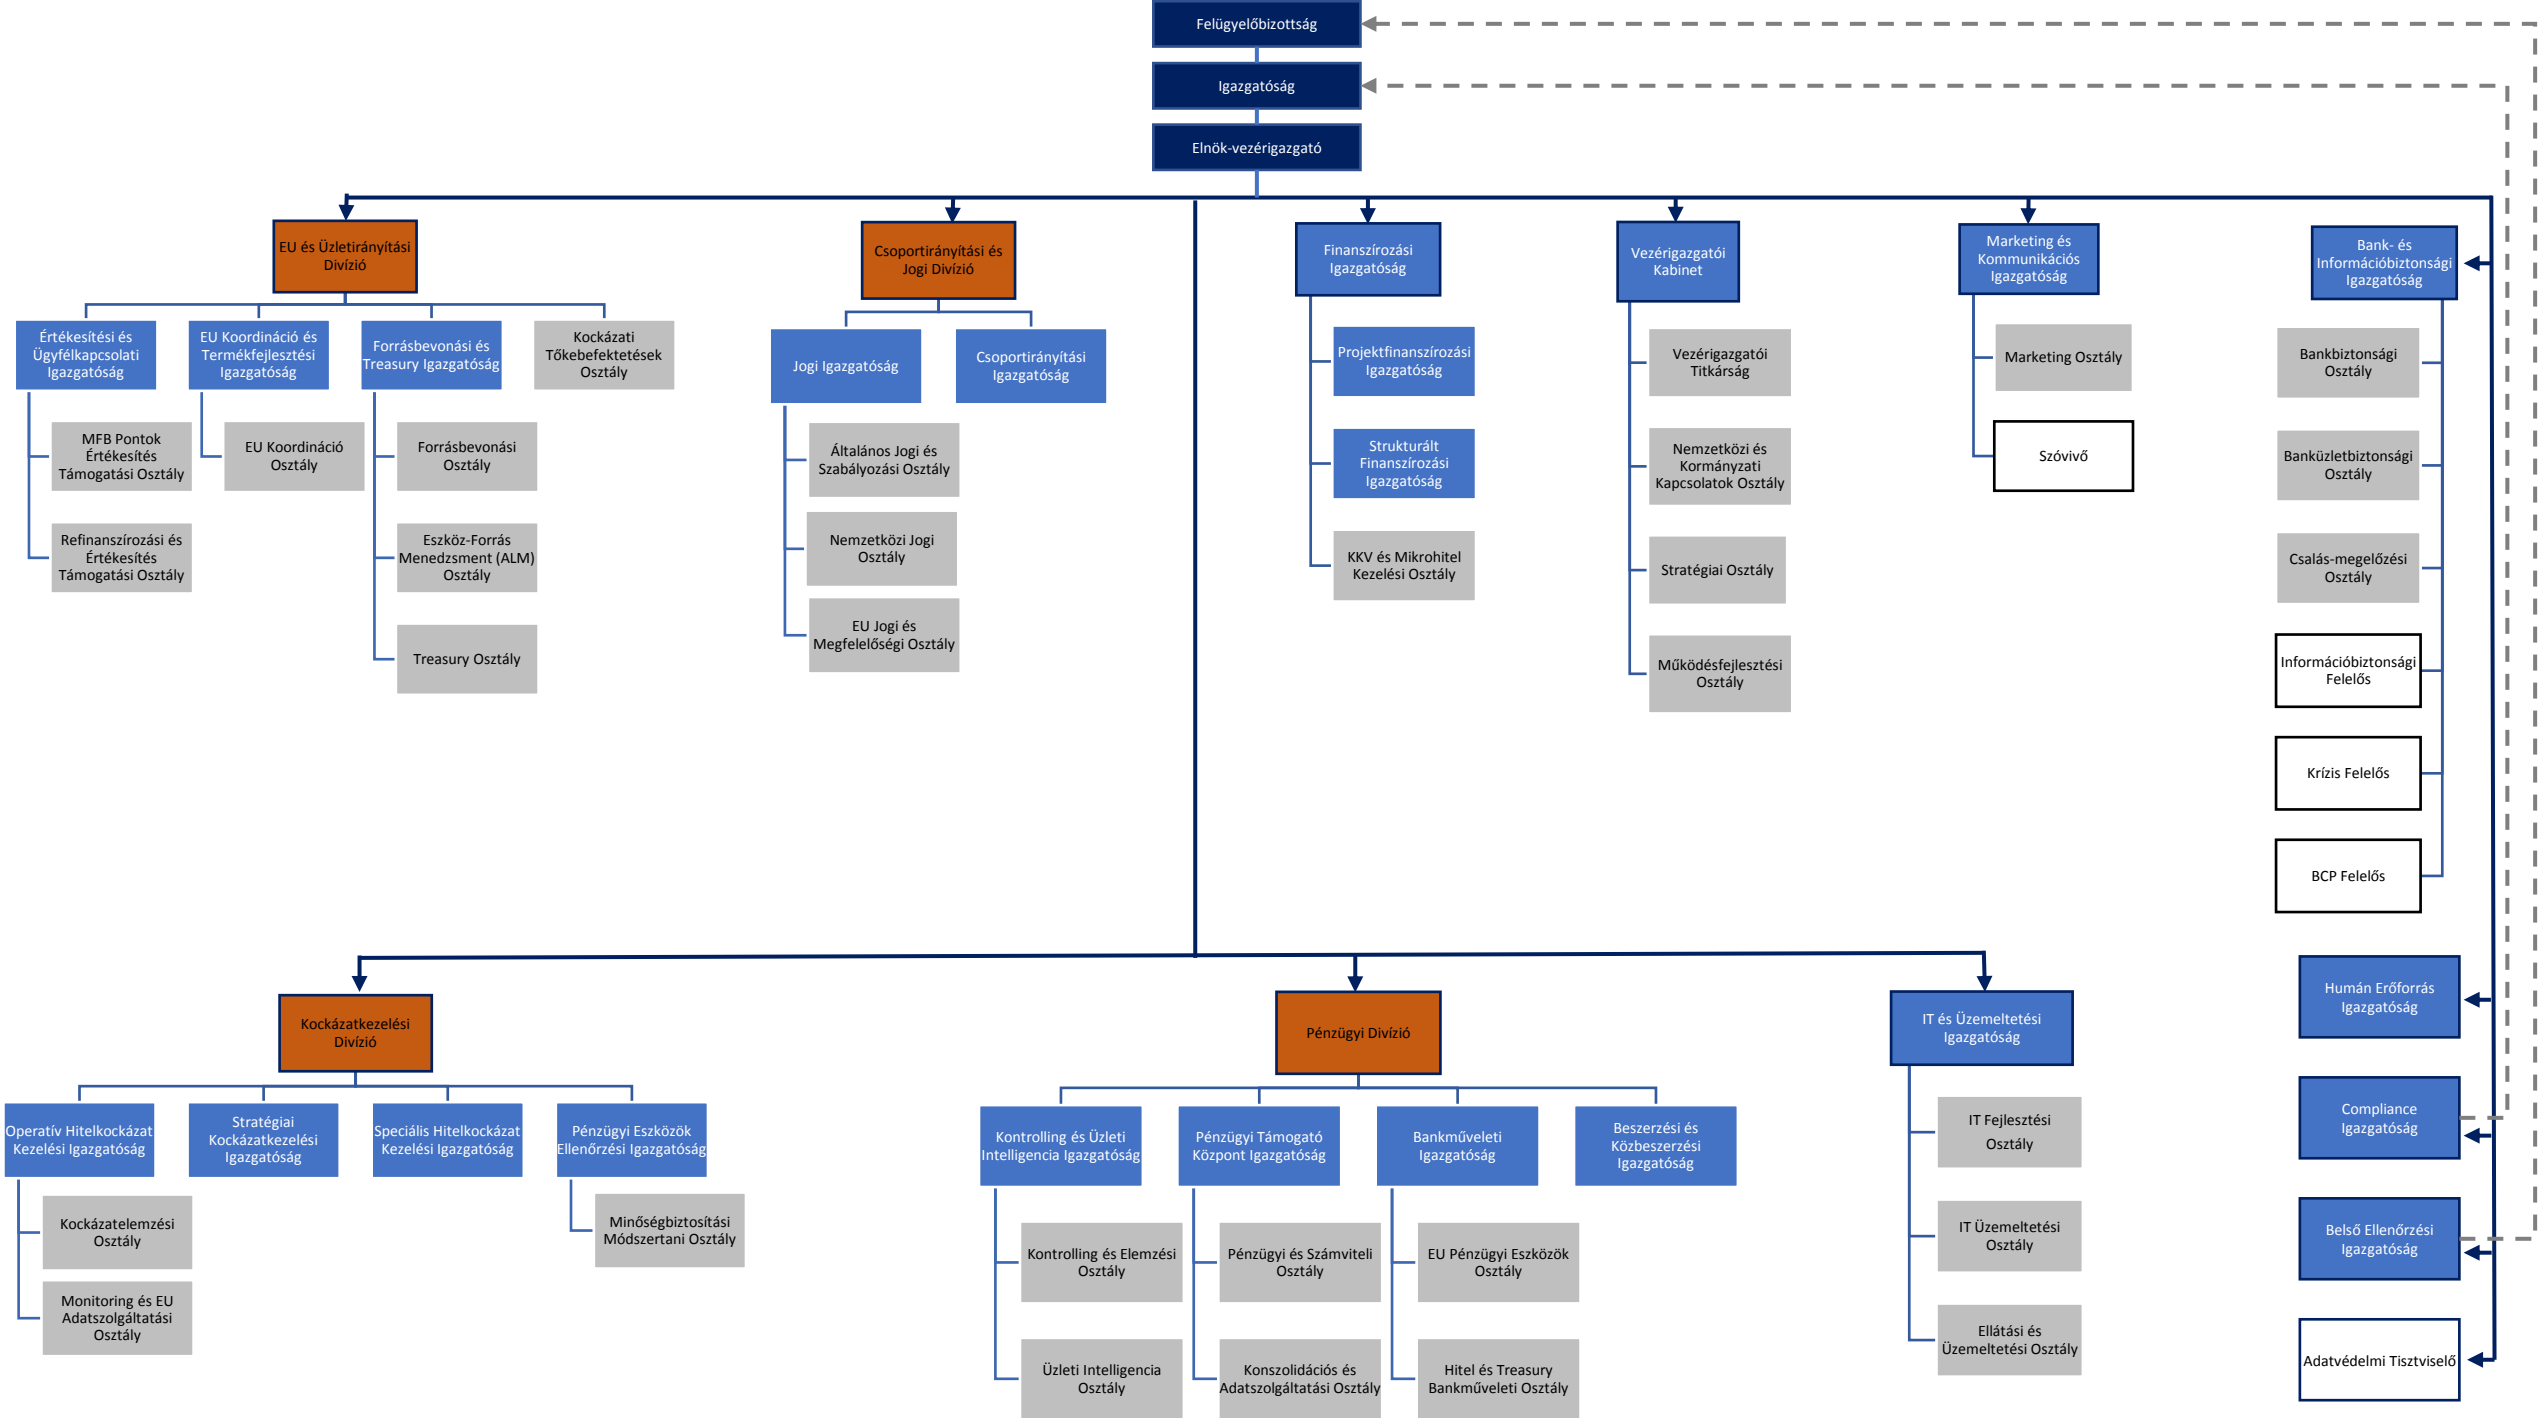 Felügyelőbizottság
Igazgatóság
Elnök-vezérigazgató
EU és Üzletirányítási
Divízió
Csoportirányítási és
Jogi Divízió
Finanszírozási
Igazgatóság
Vezérigazgatói
Kabinet
Marketing és
Kommunikációs
Igazgatóság
Bank- és
Információbiztonsági
Igazgatóság
Értékesítési és
Ügyfélkapcsolati
Igazgatóság
EU Koordináció és
Termékfejlesztési
Igazgatóság
Forrásbevonási és
Treasury Igazgatóság
Kockázati
Tőkebefektetések
Osztály
Jogi Igazgatóság
Csoportirányítási
Igazgatóság
Projektfinanszírozási
Igazgatóság
Vezérigazgatói
Titkárság
Marketing Osztály
Bankbiztonsági
Osztály
MFB Pontok
Értékesítés
Támogatási Osztály
EU Koordináció
Osztály
Forrásbevonási
Osztály
Általános Jogi és
Szabályozási Osztály
Strukturált
Finanszírozási
Igazgatóság
Nemzetközi és
Kormányzati
Kapcsolatok Osztály
Szóvivő
Banküzletbiztonsági
Osztály
Refinanszírozási és
Értékesítés
Támogatási Osztály
Eszköz-Forrás
Menedzsment (ALM)
Osztály
Nemzetközi Jogi
Osztály
KKV és Mikrohitel
Kezelési Osztály
Stratégiai Osztály
Csalás-megelőzési
Osztály
Treasury Osztály
EU Jogi és
Megfelelőségi Osztály
Működésfejlesztési
Osztály
Információbiztonsági
Felelős
Krízis Felelős
BCP Felelős
Kockázatkezelési
Divízió
Pénzügyi Divízió
IT és Üzemeltetési
Igazgatóság
Humán Erőforrás
Igazgatóság
Operatív Hitelkockázat
Kezelési Igazgatóság
Stratégiai
Kockázatkezelési
Igazgatóság
Speciális Hitelkockázat
Kezelési Igazgatóság
Pénzügyi Eszközök
Ellenőrzési Igazgatóság
Kontrolling és Üzleti
Intelligencia Igazgatóság
Pénzügyi Támogató
Központ Igazgatóság
Bankműveleti
Igazgatóság
Beszerzési és
Közbeszerzési
Igazgatóság
IT Fejlesztési
Osztály
Compliance
Igazgatóság
Kockázatelemzési
Osztály
Minőségbiztosítási
Módszertani Osztály
Kontrolling és Elemzési
Osztály
Pénzügyi és Számviteli
Osztály
EU Pénzügyi Eszközök
Osztály
IT Üzemeltetési
Osztály
Belső Ellenőrzési
Igazgatóság
Monitoring és EU
Adatszolgáltatási
Osztály
Üzleti Intelligencia
Osztály
Konszolidációs és
Adatszolgáltatási Osztály
Hitel és Treasury
Bankműveleti Osztály
Ellátási és
Üzemeltetési Osztály
Adatvédelmi Tisztviselő